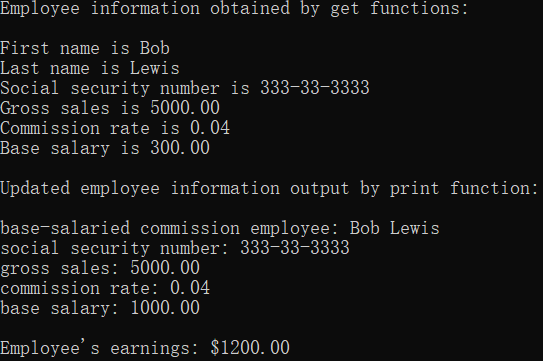 Employee information obtained by get functions:
First name is Bob
Last name is Lewis
Social security number is 333-33-3333
Gross sales is 5000.00
Commission rate is 0.04
Base salary is 300.00
Updated employee information output by print function:
base-salaried commission employee: Bob Lewis
social security number: 333-33-3333
gross sales: 5000.00
commission rate: 0.04
base salary: 1000.00
Employee's earnings: $1200.00